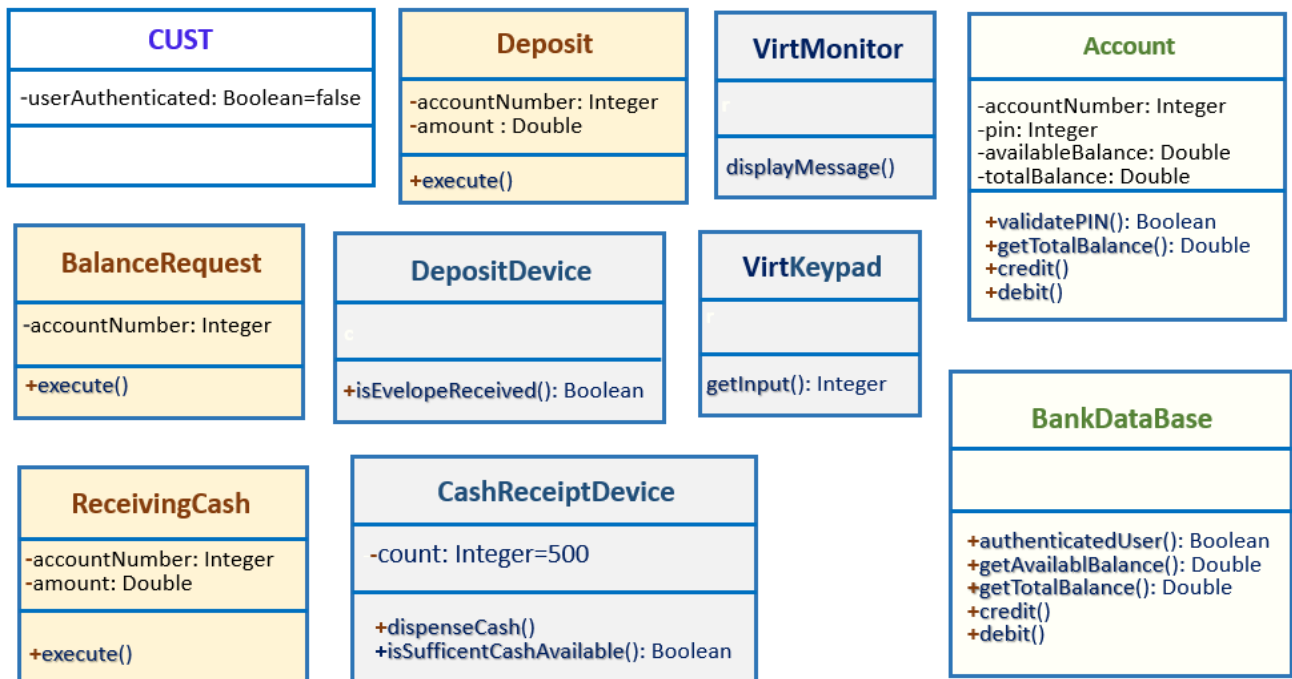 CUST
-userAuthenticated: Boolean=false
Deposit
-accountNumber: Integer
-amount : Double
+execute()
VirtMonitor
r
displayMessage()
Account
-accountNumber: Integer
-pin: Integer
-availableBalance: Double
-totalBalance: Double
+validatePIN(): Boolean
+getTotalBalance(): Double
+credit()
+debit()
BalanceRequest
-accountNumber: Integer
+execute()
DepositDevice
c
+isEvelopeReceived(): Boolean
VirtKeypad
r
getInput(): Integer
BankDataBase
+authenticatedUser(): Boolean
+getAvailablBalance(): Double
+getTotalBalance(): Double
+credit()
+debit()
ReceivingCash
-accountNumber: Integer
-amount: Double
+execute()
CashReceiptDevice
-count: Integer=500
+dispenseCash()
+isSufficentCashAvailable(): Boolean